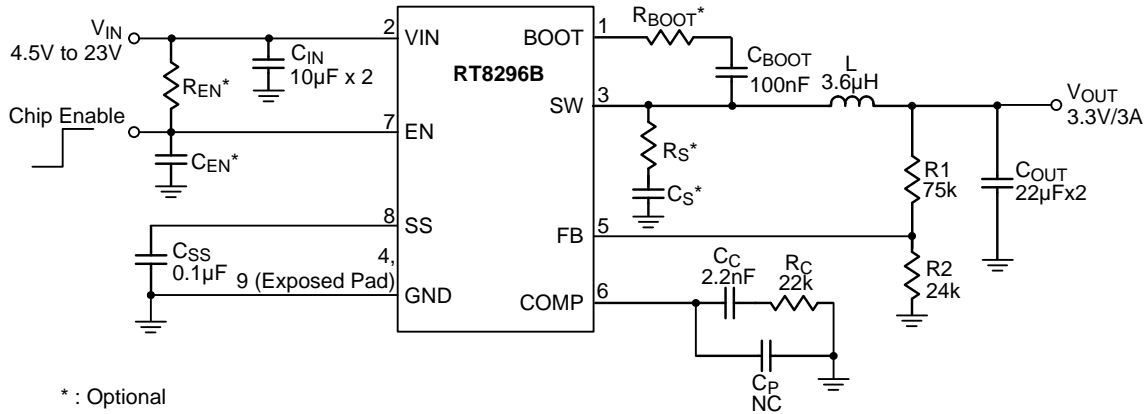 VIN
4.5V to 23V
REN*
CIN
10µF x 2
Chip Enable
CEN*
CSS
0.1µF
4,
9 (Exposed Pad)
2
7
8
VIN
EN
SS
GND
RT8296B
BOOT
SW
FB
COMP
1
3
5
6
RBOOT*
CBOOT
100nF
L
3.6µH
RS*
CS*
VOUT
3.3V/3A
R1
75k
COUT
22µFx2
R2
24k
CC
2.2nF
RC
22k
CP
NC
* : Optional